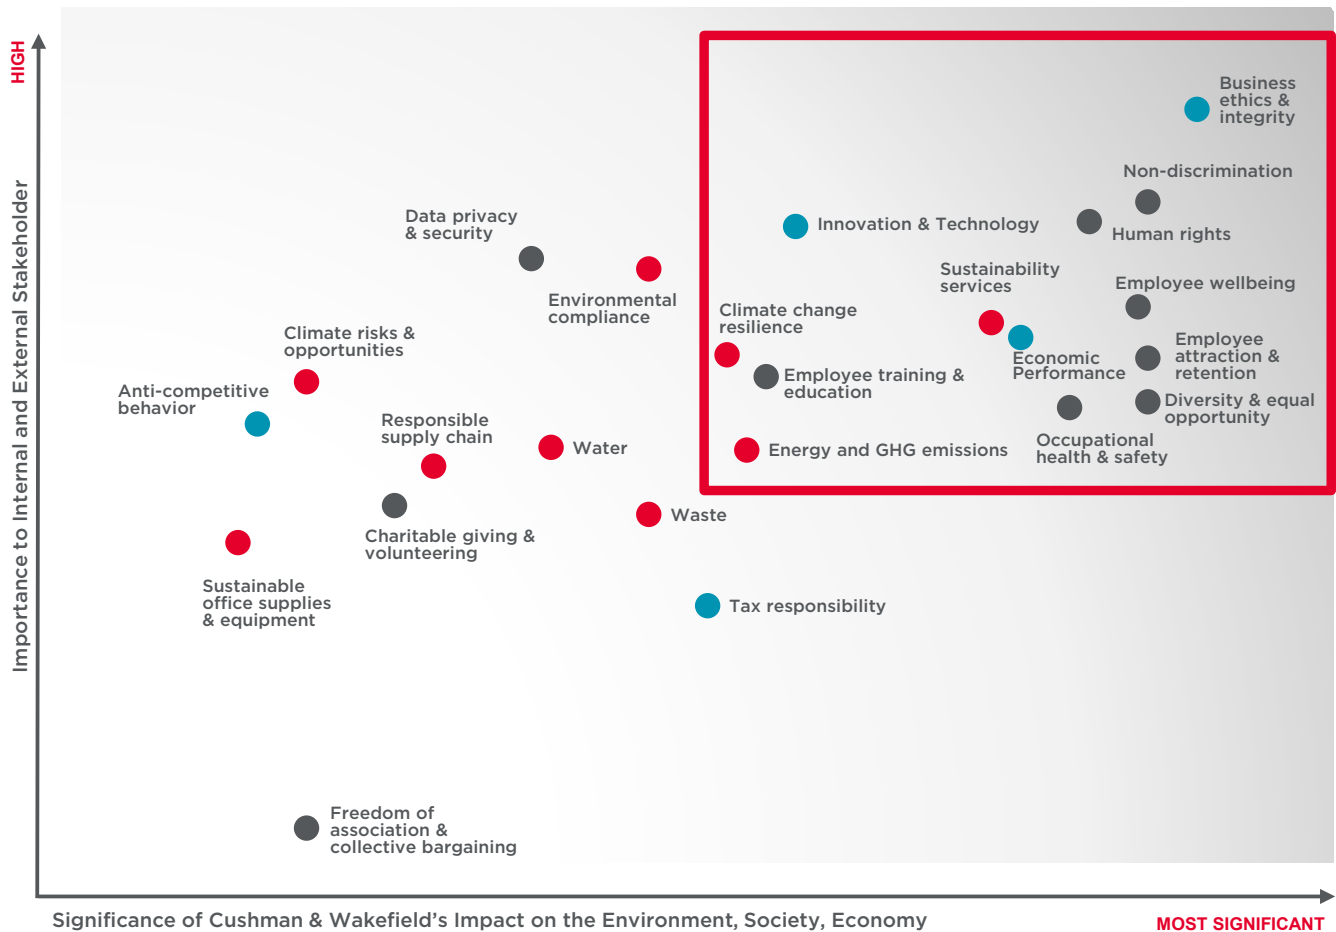 HIGH
Importance to Internal and External Stakeholder
Business
ethics &
integrity
Non-discrimination
Data privacy
& security
Innovation & Technology
Human rights
Sustainability
services
Employee wellbeing
Environmental
compliance
Climate change
resilience
Climate risks &
opportunities
Employee
attraction &
retention
Economic
Performance
Employee training &
education
Anti-competitive
behavior
Diversity & equal
opportunity
Responsible
supply chain
Water
Occupational
health & safety
Energy and GHG emissions
Waste
Charitable giving &
volunteering
Sustainable
office supplies
& equipment
Tax responsibility
Freedom of
association &
collective bargaining
Significance of Cushman & Wakefield’s Impact on the Environment, Society, Economy
MOST SIGNIFICANT